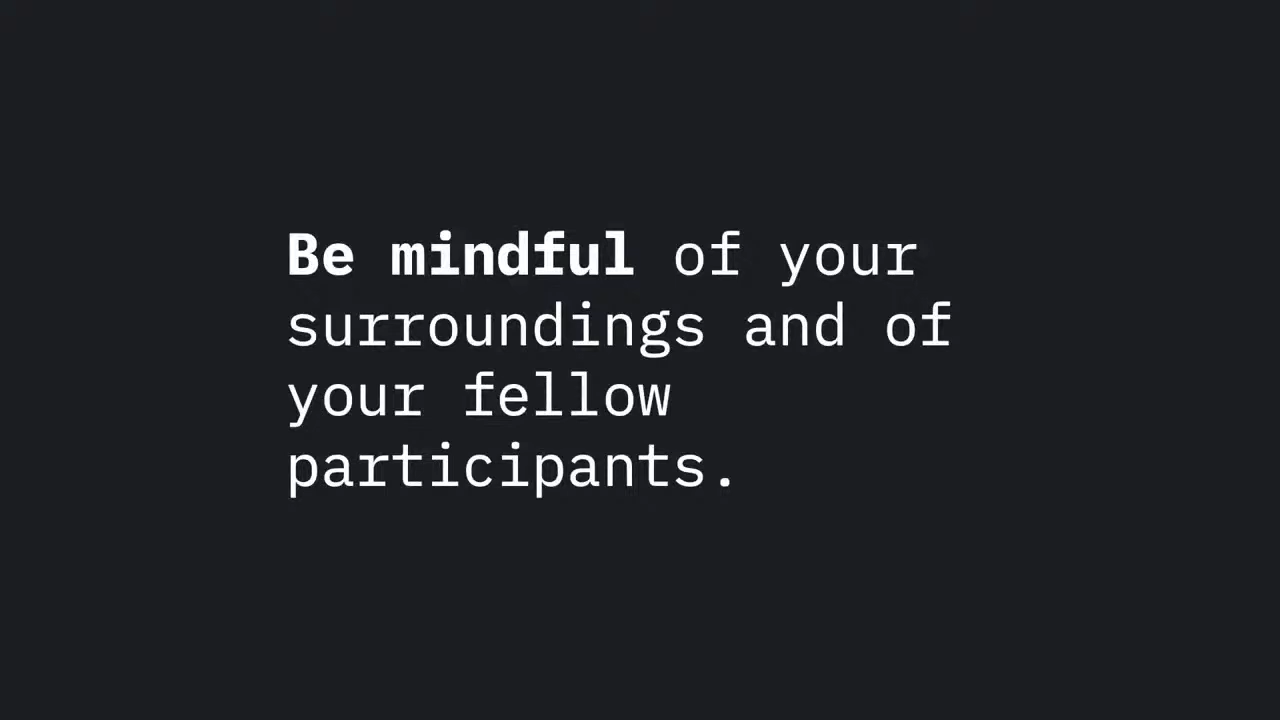 Be mindful of your
surroundings and of
your fellow
participants.